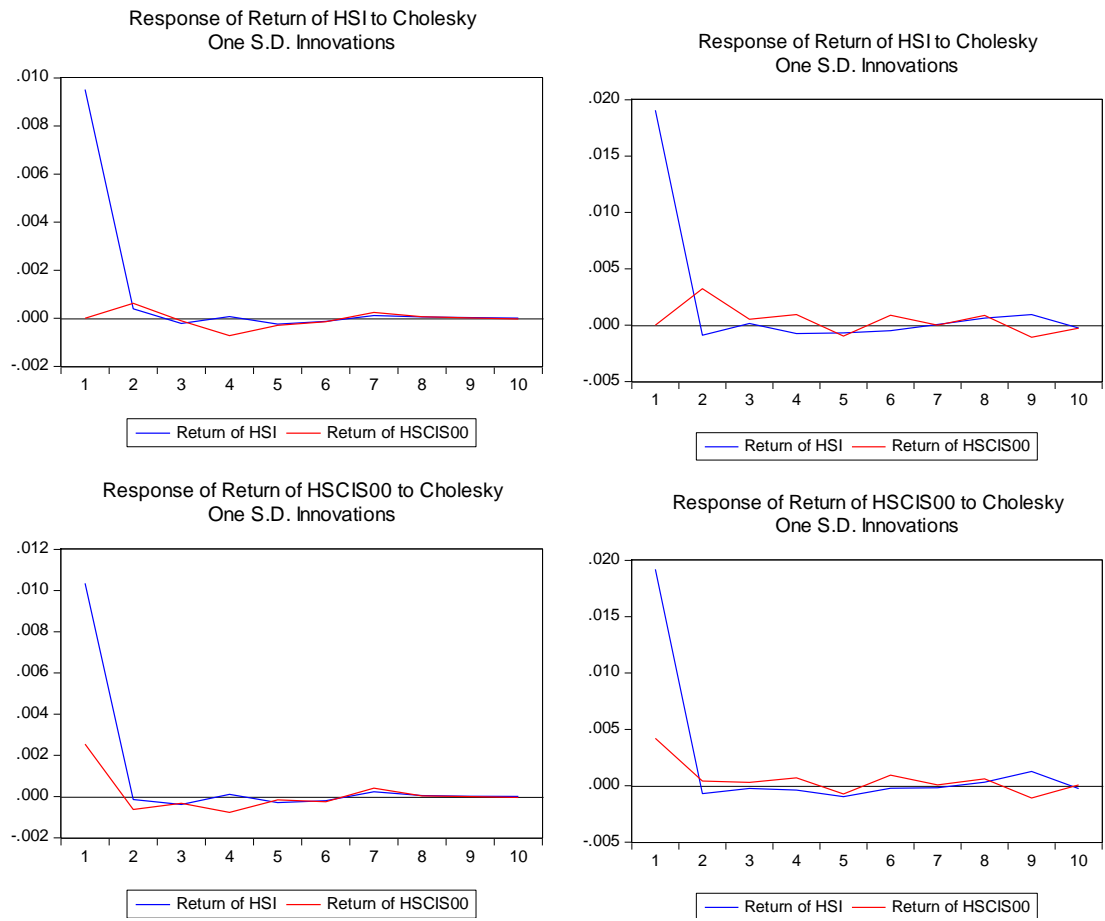 Response of Return of HSI to Cholesky
One S.D. Innovations
.010
.008
.006
.004
.002
.000
-.002
1 2 3 4 5 6 7 8 9 10
Return of HSI Return of HSCIS00
Response of Return of HSI to Cholesky
One S.D. Innovations
.020
.015
.010
.005
.000
-.005
1 2 3 4 5 6 7 8 9 10
Return of HSI Return of HSCIS00
Response of Return of HSCIS00 to Cholesky
One S.D. Innovations
.012
.010
.008
.006
.004
.002
.000
-.002
1 2 3 4 5 6 7 8 9 10
Return of HSI Return of HSCIS00
Response of Return of HSCIS00 to Cholesky
One S.D. Innovations
.020
.015
.010
.005
.000
-.005
1 2 3 4 5 6 7 8 9 10
Return of HSI Return of HSCIS00